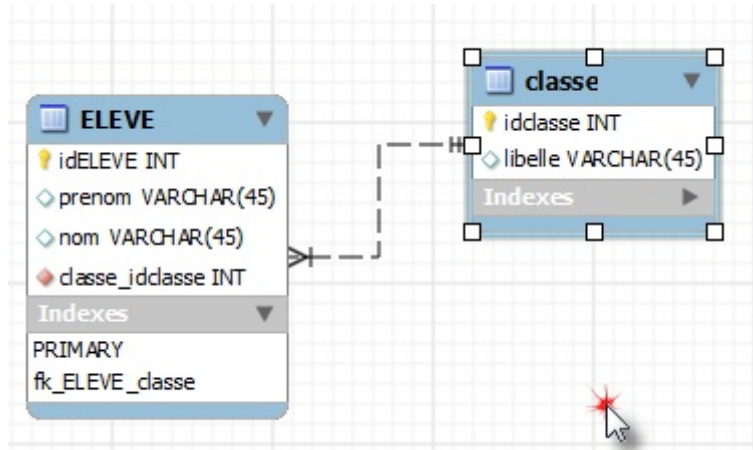 ELEVE
idELEVE INT
prenom VARCHAR(45)
nom VARCHAR(45)
classe_idclasse INT
Indexes
PRIMARY
fk_ELEVE_classe
classe
idclasse INT
libelle VARCHAR(45)
Indexes